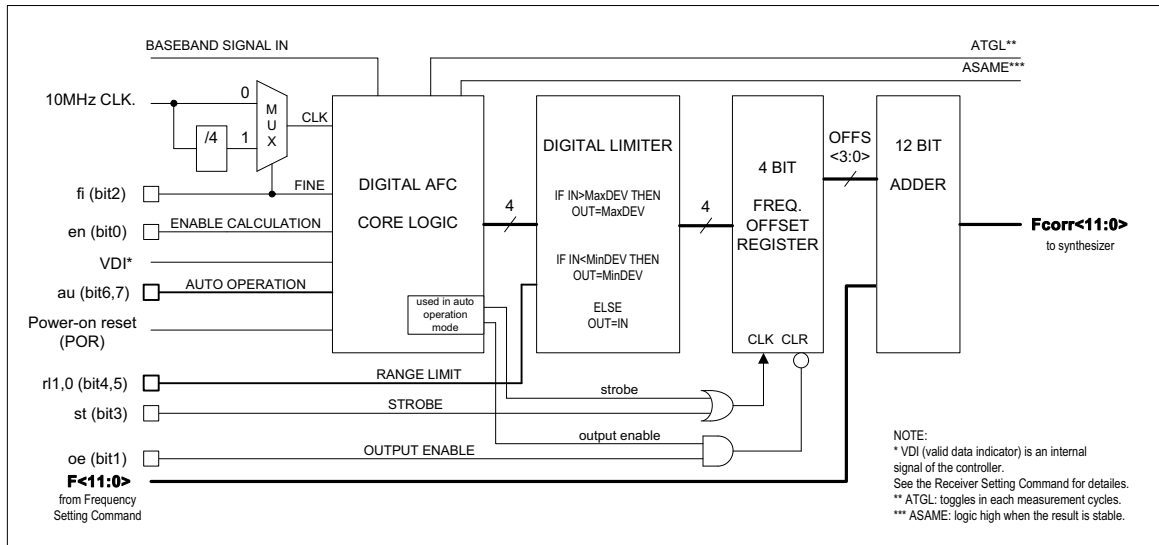 BASEBAND SIGNAL IN
ATGL**
ASAME***
10MHz CLK.
0
/4
1
MUX
CLK
fi (bit2)
FINE
en (bit0)
ENABLE CALCULATION
VDI*
au (bit6,7)
AUTO OPERATION
Power-on reset
(POR)
DIGITAL AFC
CORE LOGIC
used in auto
operation
mode
4
DIGITAL LIMITER
IF IN>MaxDEV THEN
OUT=MaxDEV
IF IN<MinDEV THEN
OUT=MinDEV
ELSE
OUT=IN
4
4 BIT
FREQ.
OFFSET
REGISTER
CLK CLR
OFFS
<3:0>
12 BIT
ADDER
Fcorr<11:0>
to synthesizer
rl1,0 (bit4,5)
RANGE LIMIT
st (bit3)
STROBE
strobe
oe (bit1)
OUTPUT ENABLE
output enable
F<11:0>
from Frequency
Setting Command
NOTE:
* VDI (valid data indicator) is an internal
signal of the controller.
See the Receiver Setting Command for detailes.
** ATGL: toggles in each measurement cycles.
*** ASAME: logic high when the result is stable.